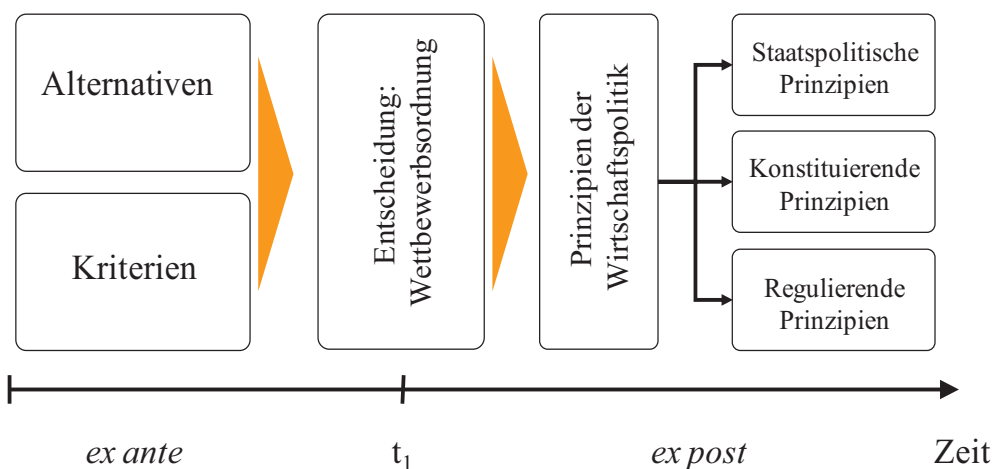 Alternativen
Kriterien
Entscheidung:
Wettbewerbsordnung
Prinzipien der
Wirtschaftspolitik
Staatspolitische
Prinzipien
Konstituierende
Prinzipien
Regulierende
Prinzipien
ex ante
t₁
ex post
Zeit